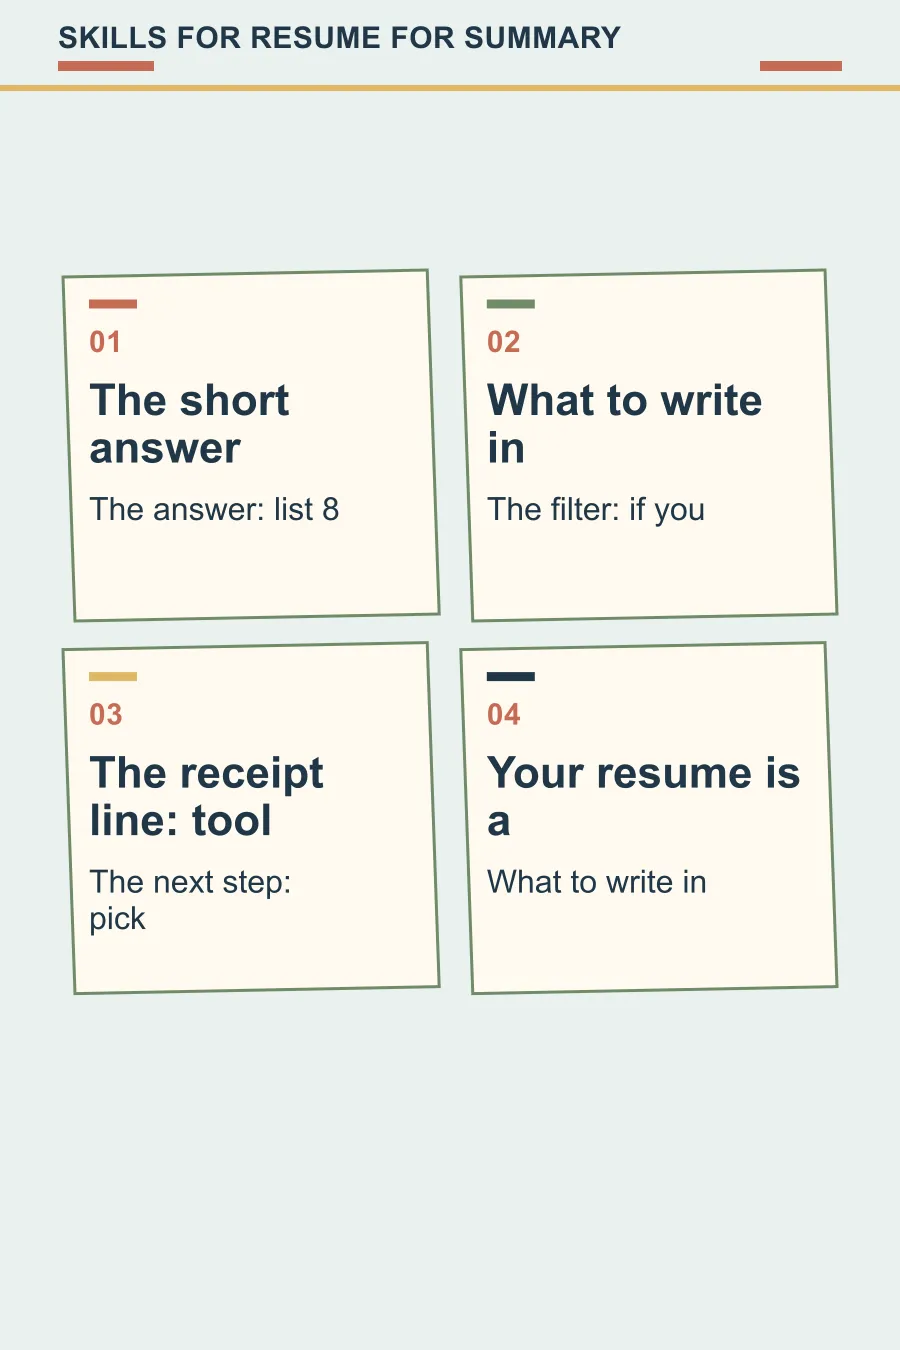 SKILLS FOR RESUME FOR SUMMARY
01
The short
answer
The answer: list 8
02
What to write
in
The filter: if you
03
The receipt
line: tool
The next step:
pick
04
Your resume is
a
What to write in